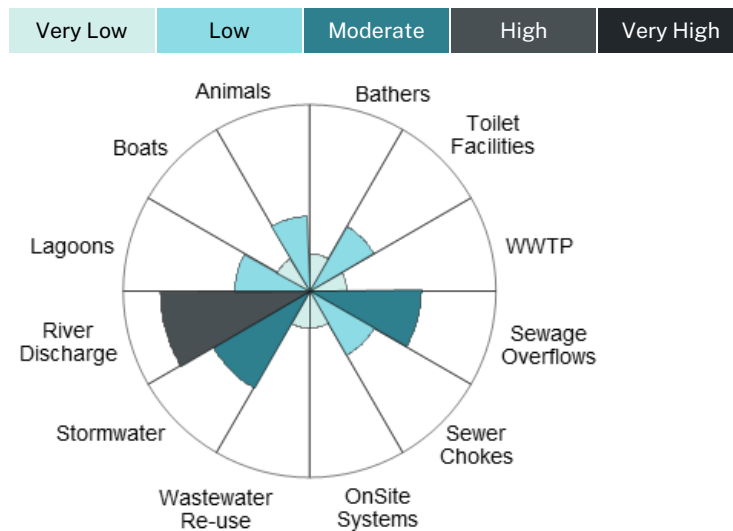 Very Low
Low
Moderate
High
Very High
Animals
Bathers
Toilet
Facilities
Boats
Lagoons
WWTP
River
Discharge
Sewage
Overflows
Stormwater
Sewer
Chokes
Wastewater
Re-use
OnSite
Systems